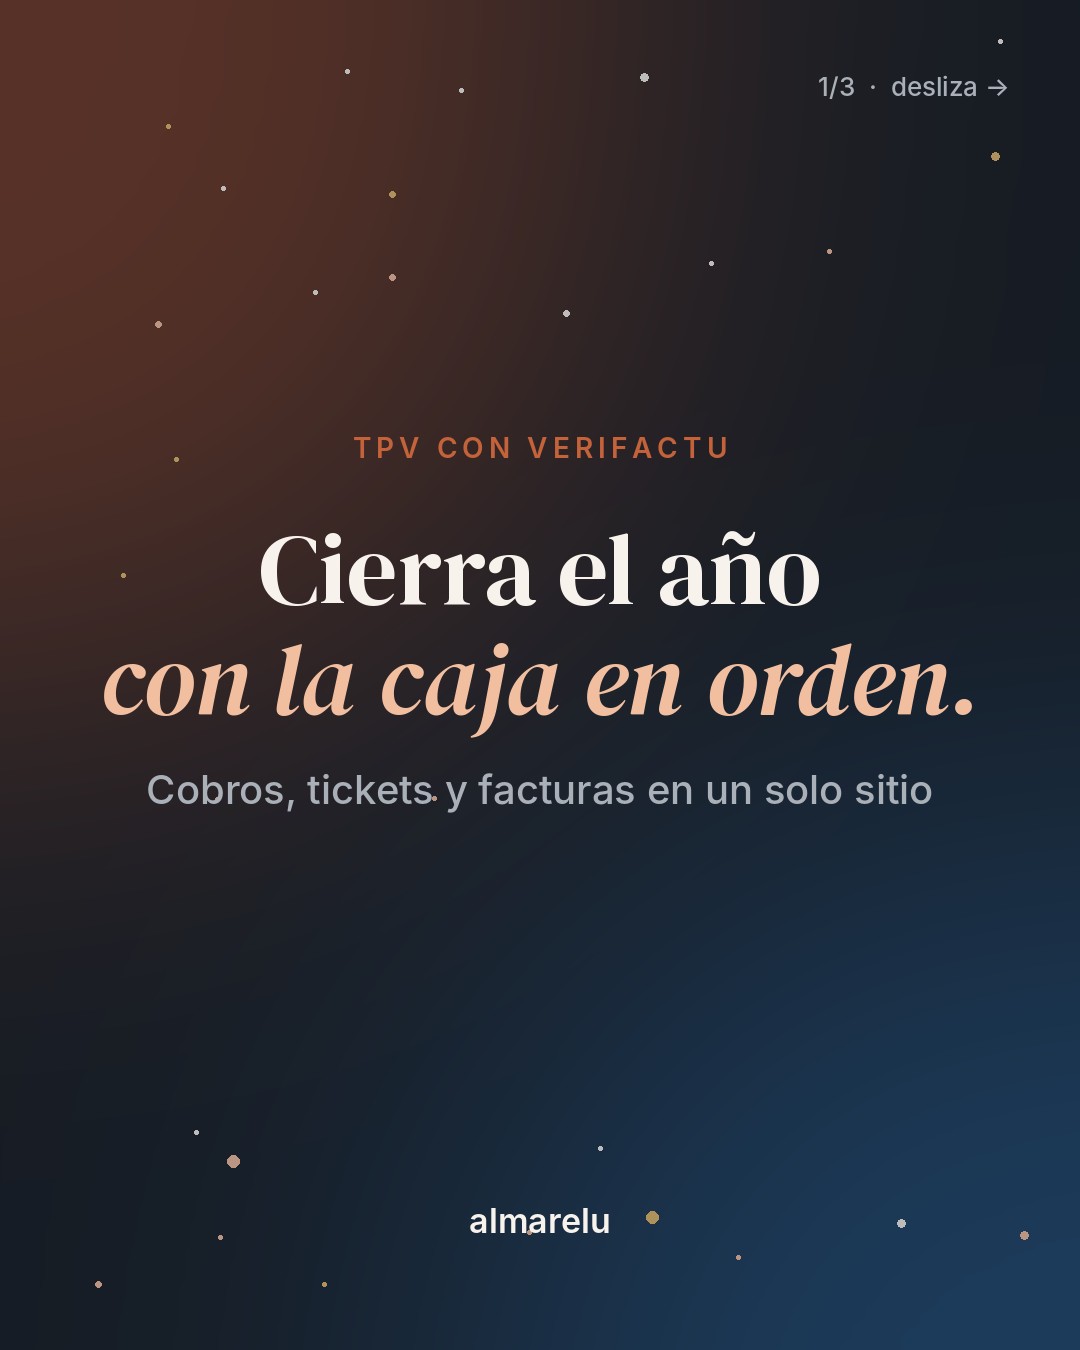 1/3 · desliza →
TPV CON VERIFACTU
Cierra el año
con la caja en orden.
Cobros, tickets y facturas en un solo sitio
almarelu